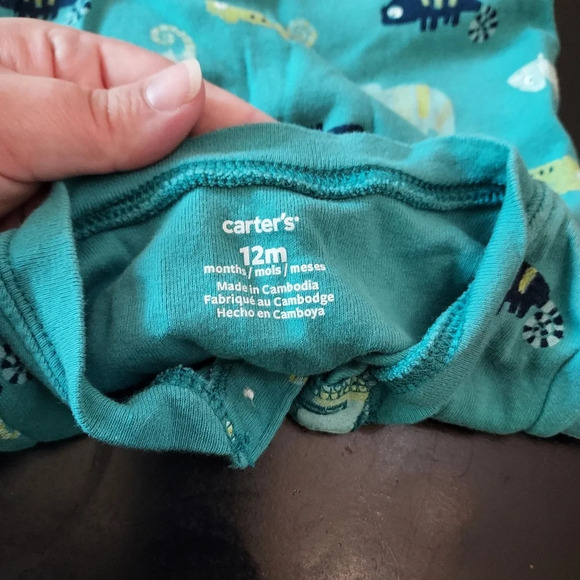 carter's
12m
months/mois/meses
Made in Cambodia
Fabriqué au Cambodge
Hecho en Camboya